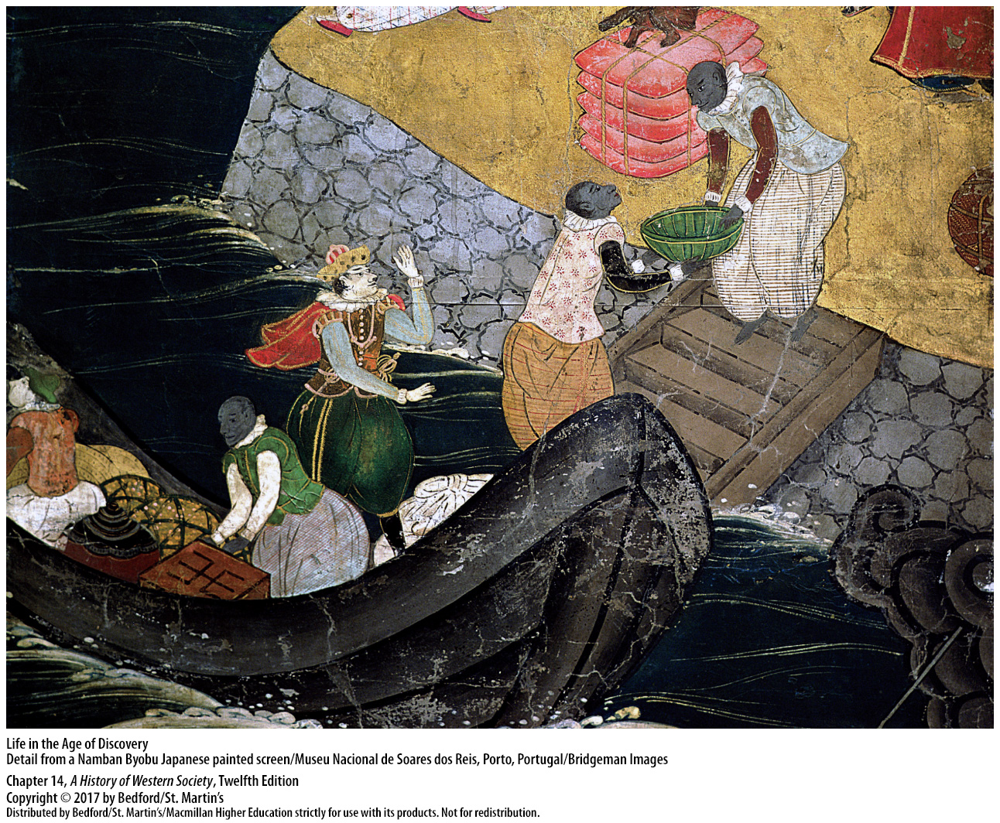 Life in the Age of Discovery
Detail from a Namban Byobu Japanese painted screen/Museu Nacional de Soares dos Reis, Porto, Portugal/Bridgeman Images
Chapter 14, A History of Western Society, Twelfth Edition
Copyright © 2017 by Bedford/St. Martin’s
Distributed by Bedford/St. Martin’s/Macmillan Higher Education strictly for use with its products. Not for redistribution.